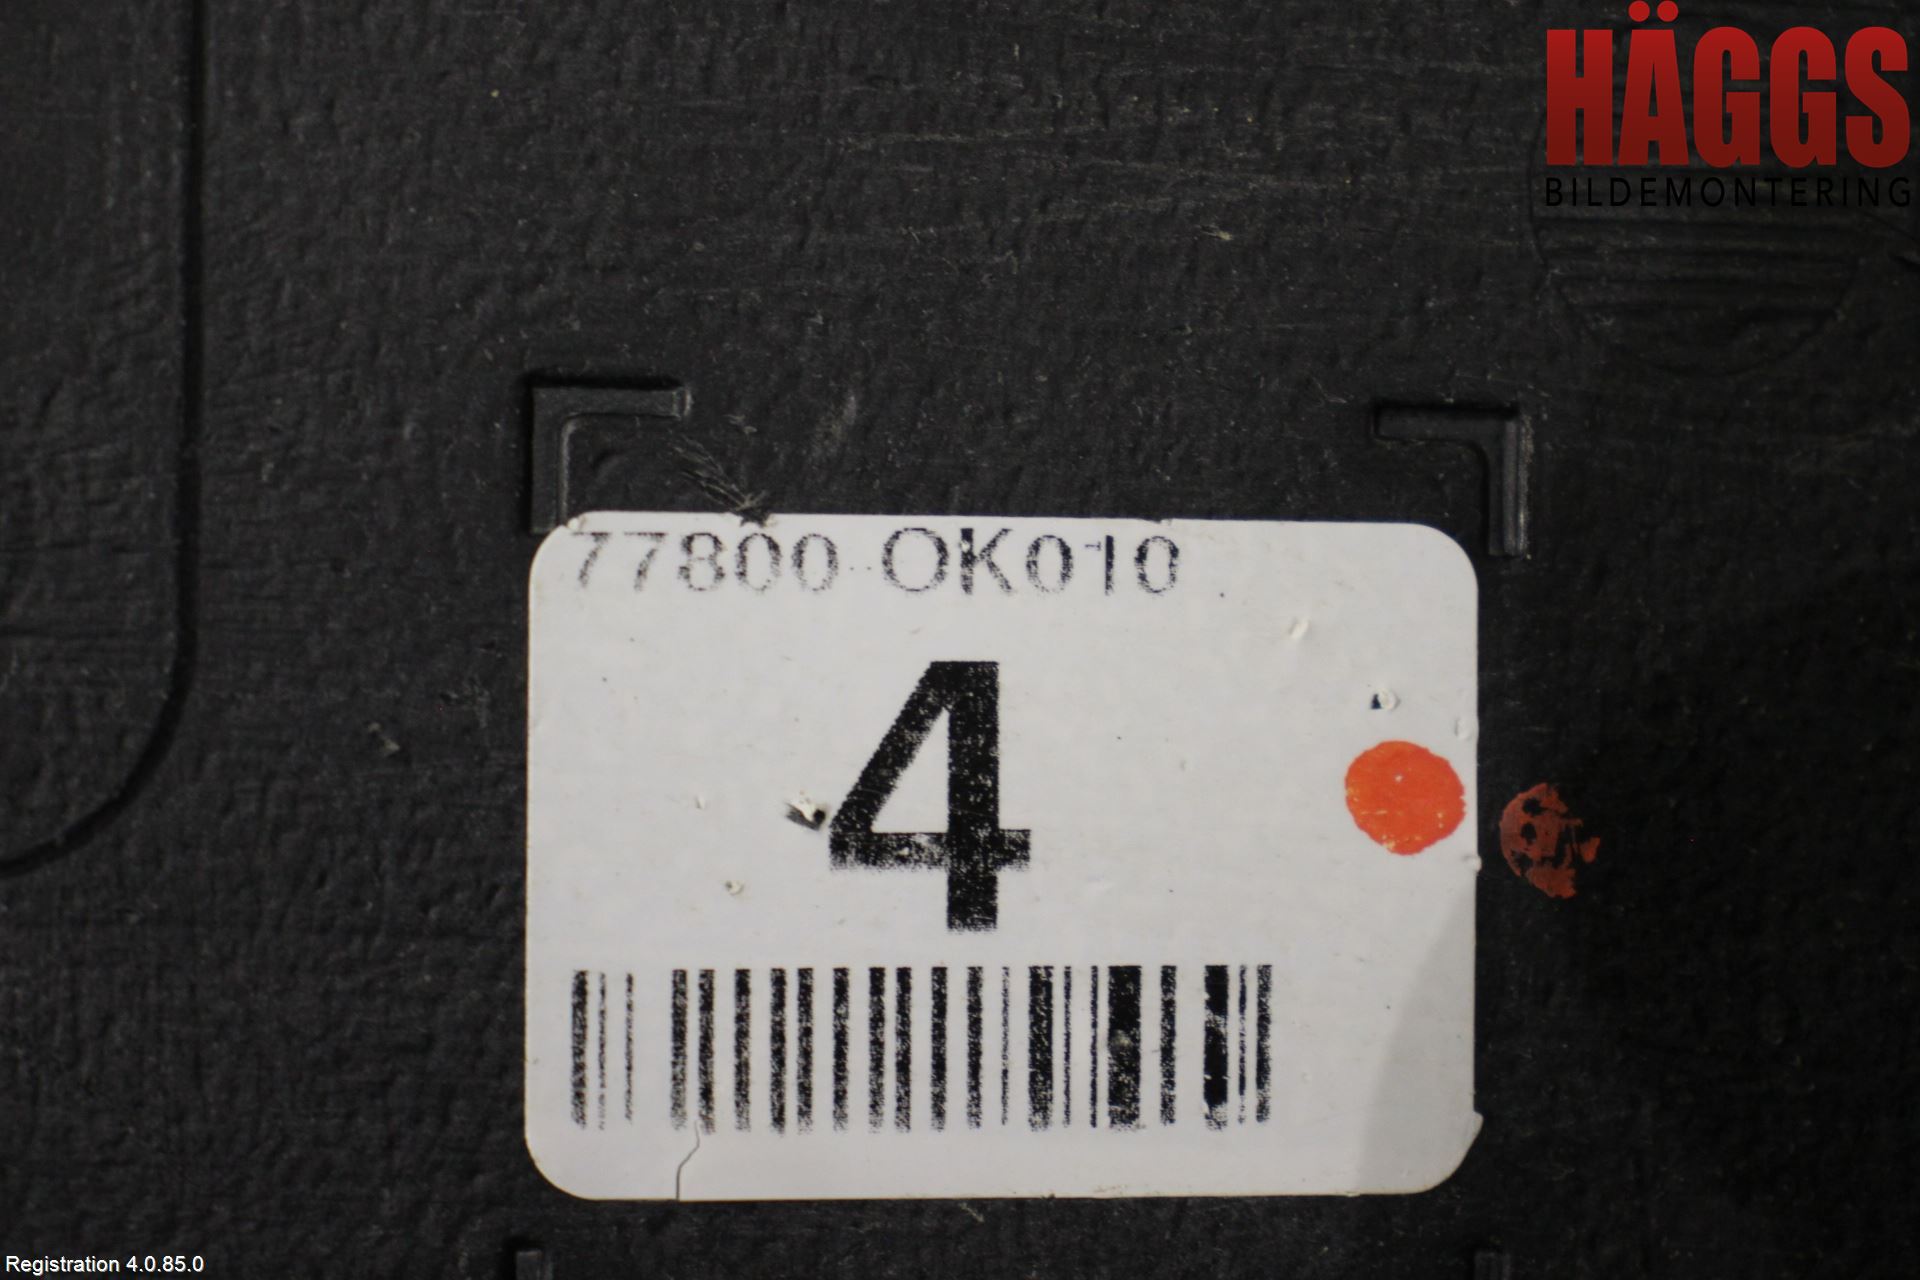 HÄGGS
BILDEMONTERING
77800-OK010
4
Registration 4.0.85.0